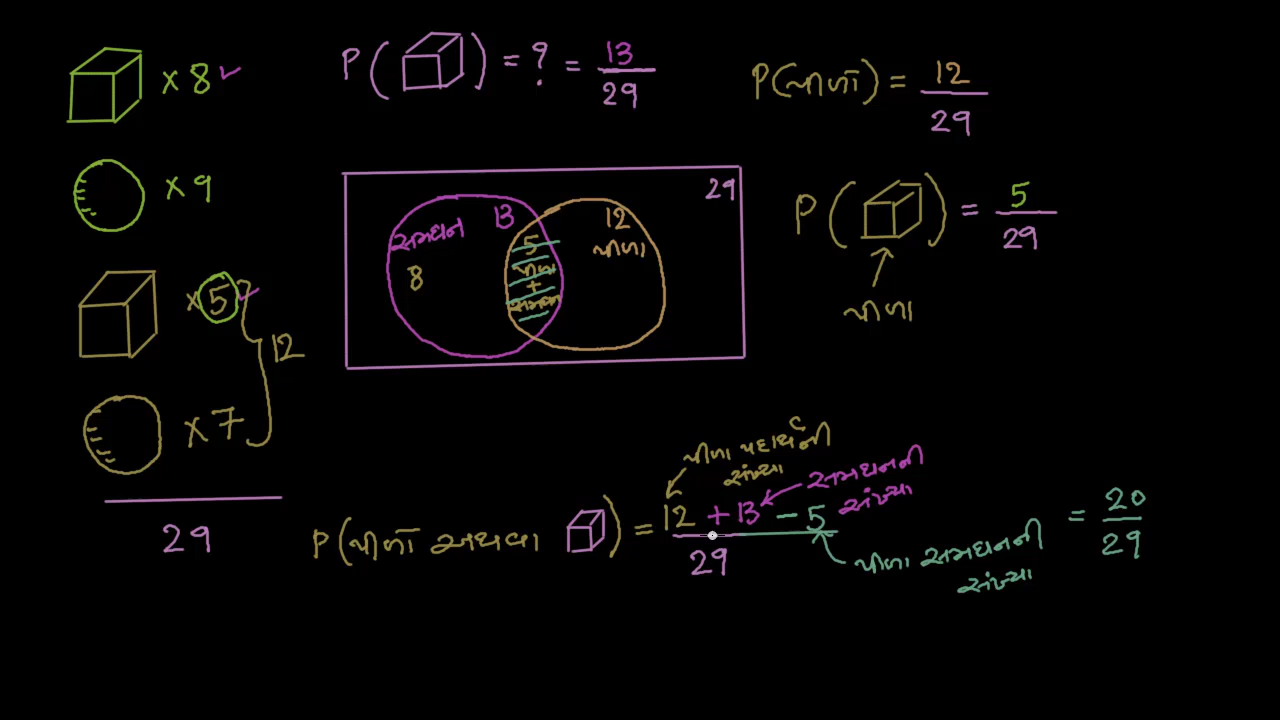 × 8
× 9
× 5
12
× 7
29
P( ) = ? = 13/29
P(પીળો) = 12/29
29
સમઘન 13
8
5
પીળા
+
સમઘન
12
પીળા
P( ) = 5/29
પીળા
પીળા પદાર્થની સંખ્યા
સમઘનની સંખ્યા
P(પીળો અથવા ) = 12 + 13 - 5 / 29 = 20/29
પીળા સમઘનની સંખ્યા